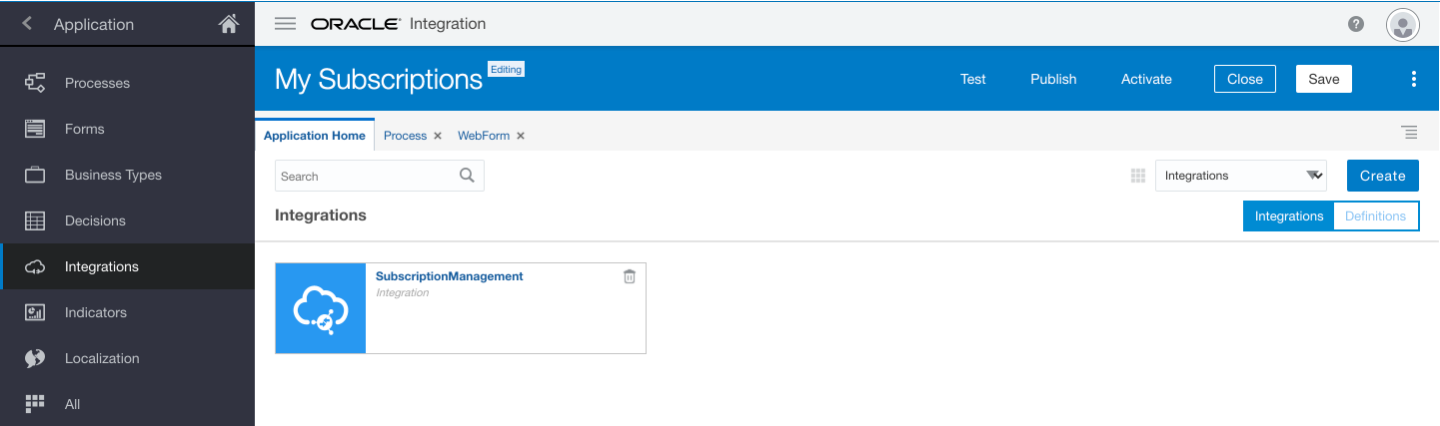 Application
ORACLE Integration
Processes
Forms
Business Types
Decisions
Integrations
Indicators
Localization
All
My Subscriptions Editing
Test Publish Activate Close Save
Application Home Process × WebForm ×
Search
Integrations
Create
Integrations
Integrations Definitions
SubscriptionManagement
Integration